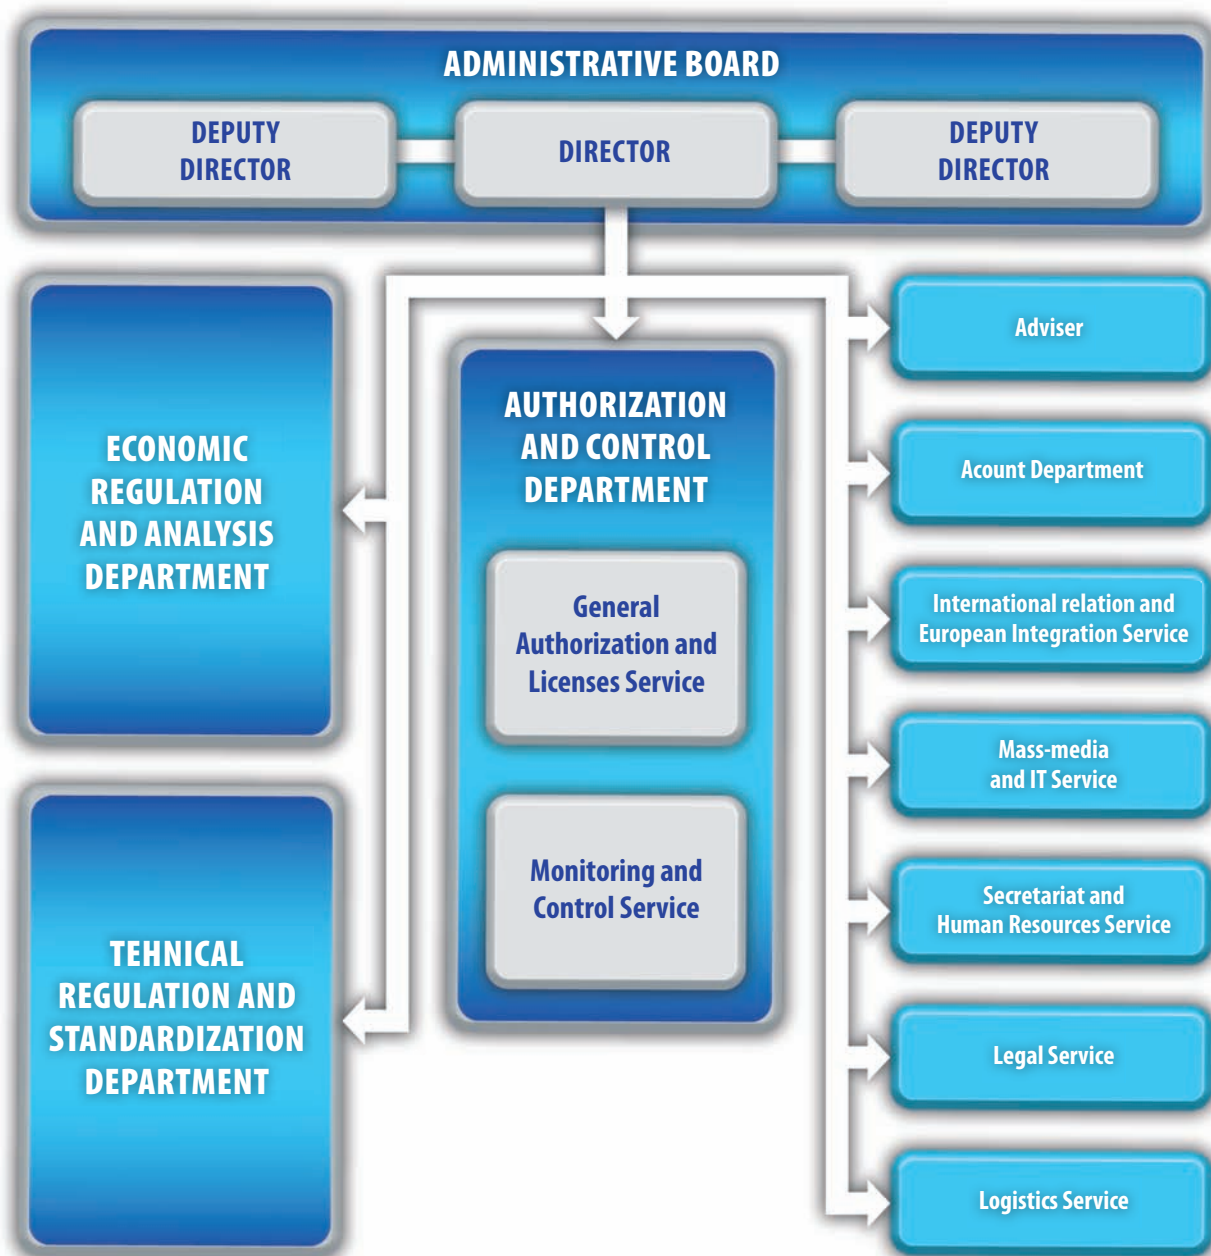 ADMINISTRATIVE BOARD
DEPUTY
DIRECTOR
DIRECTOR
DEPUTY
DIRECTOR
ECONOMIC
REGULATION
AND ANALYSIS
DEPARTMENT
TEHNICAL
REGULATION AND
STANDARDIZATION
DEPARTMENT
AUTHORIZATION
AND CONTROL
DEPARTMENT
General
Authorization and
Licenses Service
Monitoring and
Control Service
Adviser
Acount Department
International relation and
European Integration Service
Mass-media
and IT Service
Secretariat and
Human Resources Service
Legal Service
Logistics Service